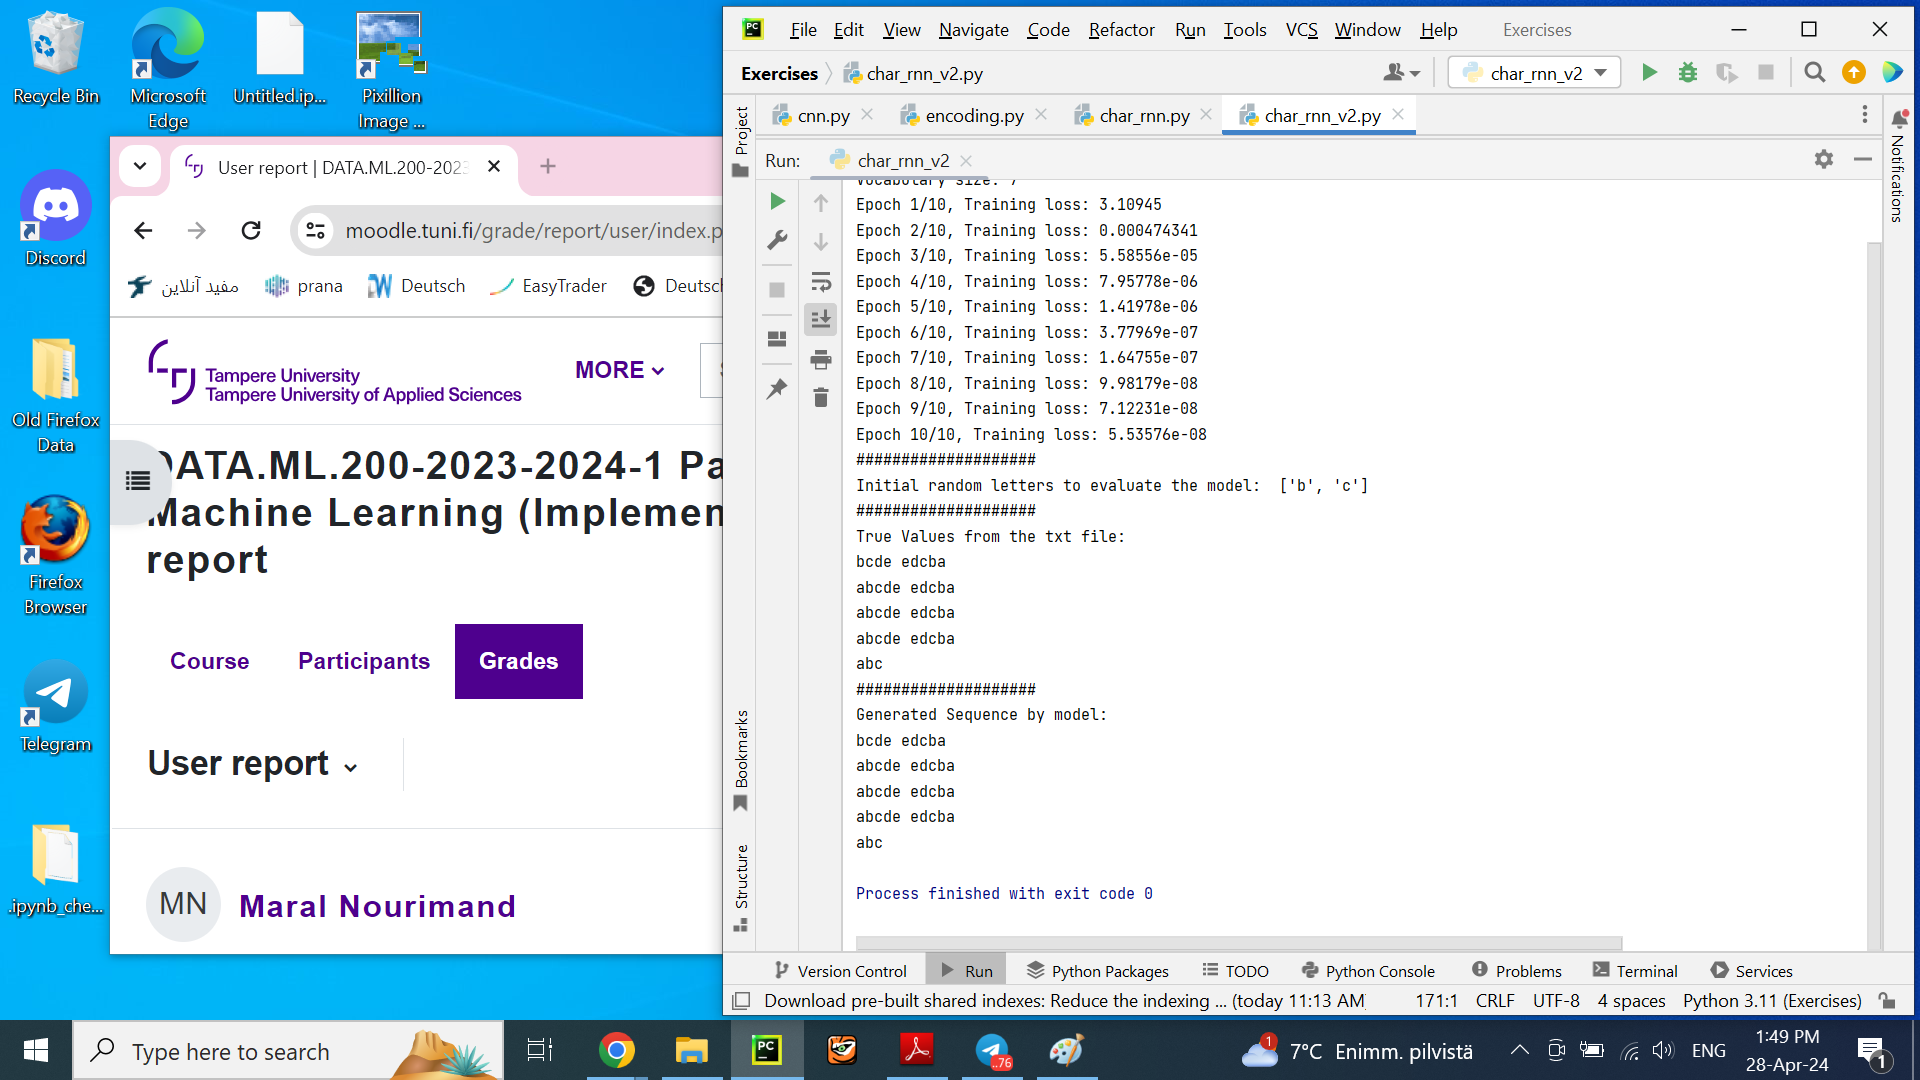 Recycle Bin
Microsoft
Edge
Untitled.ip...
Pixillion
Image ...
Discord
Old Firefox
Data
Firefox
Browser
Telegram
.ipynb_che...
User report | DATA.ML.200-2023
moodle.tuni.fi/grade/report/user/index.p
مفید آنلاین
prana
Deutsch
EasyTrader
Deutsch
Tampere University
Tampere University of Applied Sciences
MORE
DATA.ML.200-2023-2024-1 Pa
Machine Learning (Implemen
report
Course
Participants
Grades
User report
MN
Maral Nourimand
PC
File Edit View Navigate Code Refactor Run Tools VCS Window Help
Exercises
Exercises
char_rnn_v2.py
char_rnn_v2
cnn.py
encoding.py
char_rnn.py
char_rnn_v2.py
Project
Notifications
Run:
char_rnn_v2
Vocabulary size: 7
Epoch 1/10, Training loss: 3.10945
Epoch 2/10, Training loss: 0.000474341
Epoch 3/10, Training loss: 5.58556e-05
Epoch 4/10, Training loss: 7.95778e-06
Epoch 5/10, Training loss: 1.41978e-06
Epoch 6/10, Training loss: 3.77969e-07
Epoch 7/10, Training loss: 1.64755e-07
Epoch 8/10, Training loss: 9.98179e-08
Epoch 9/10, Training loss: 7.12231e-08
Epoch 10/10, Training loss: 5.53576e-08
####################
Initial random letters to evaluate the model:  ['b', 'c']
####################
True Values from the txt file:
bcde edcba
abcde edcba
abcde edcba
abcde edcba
abc
####################
Generated Sequence by model:
bcde edcba
abcde edcba
abcde edcba
abcde edcba
abc
Process finished with exit code 0
Bookmarks
Structure
Version Control
Run
Python Packages
TODO
Python Console
Problems
Terminal
Services
Download pre-built shared indexes: Reduce the indexing ... (today 11:13 AM
171:1 CRLF UTF-8 4 spaces Python 3.11 (Exercises)
Type here to search
PC
..76
1
7°C Enimm. pilvistä
ENG
1:49 PM
28-Apr-24
1